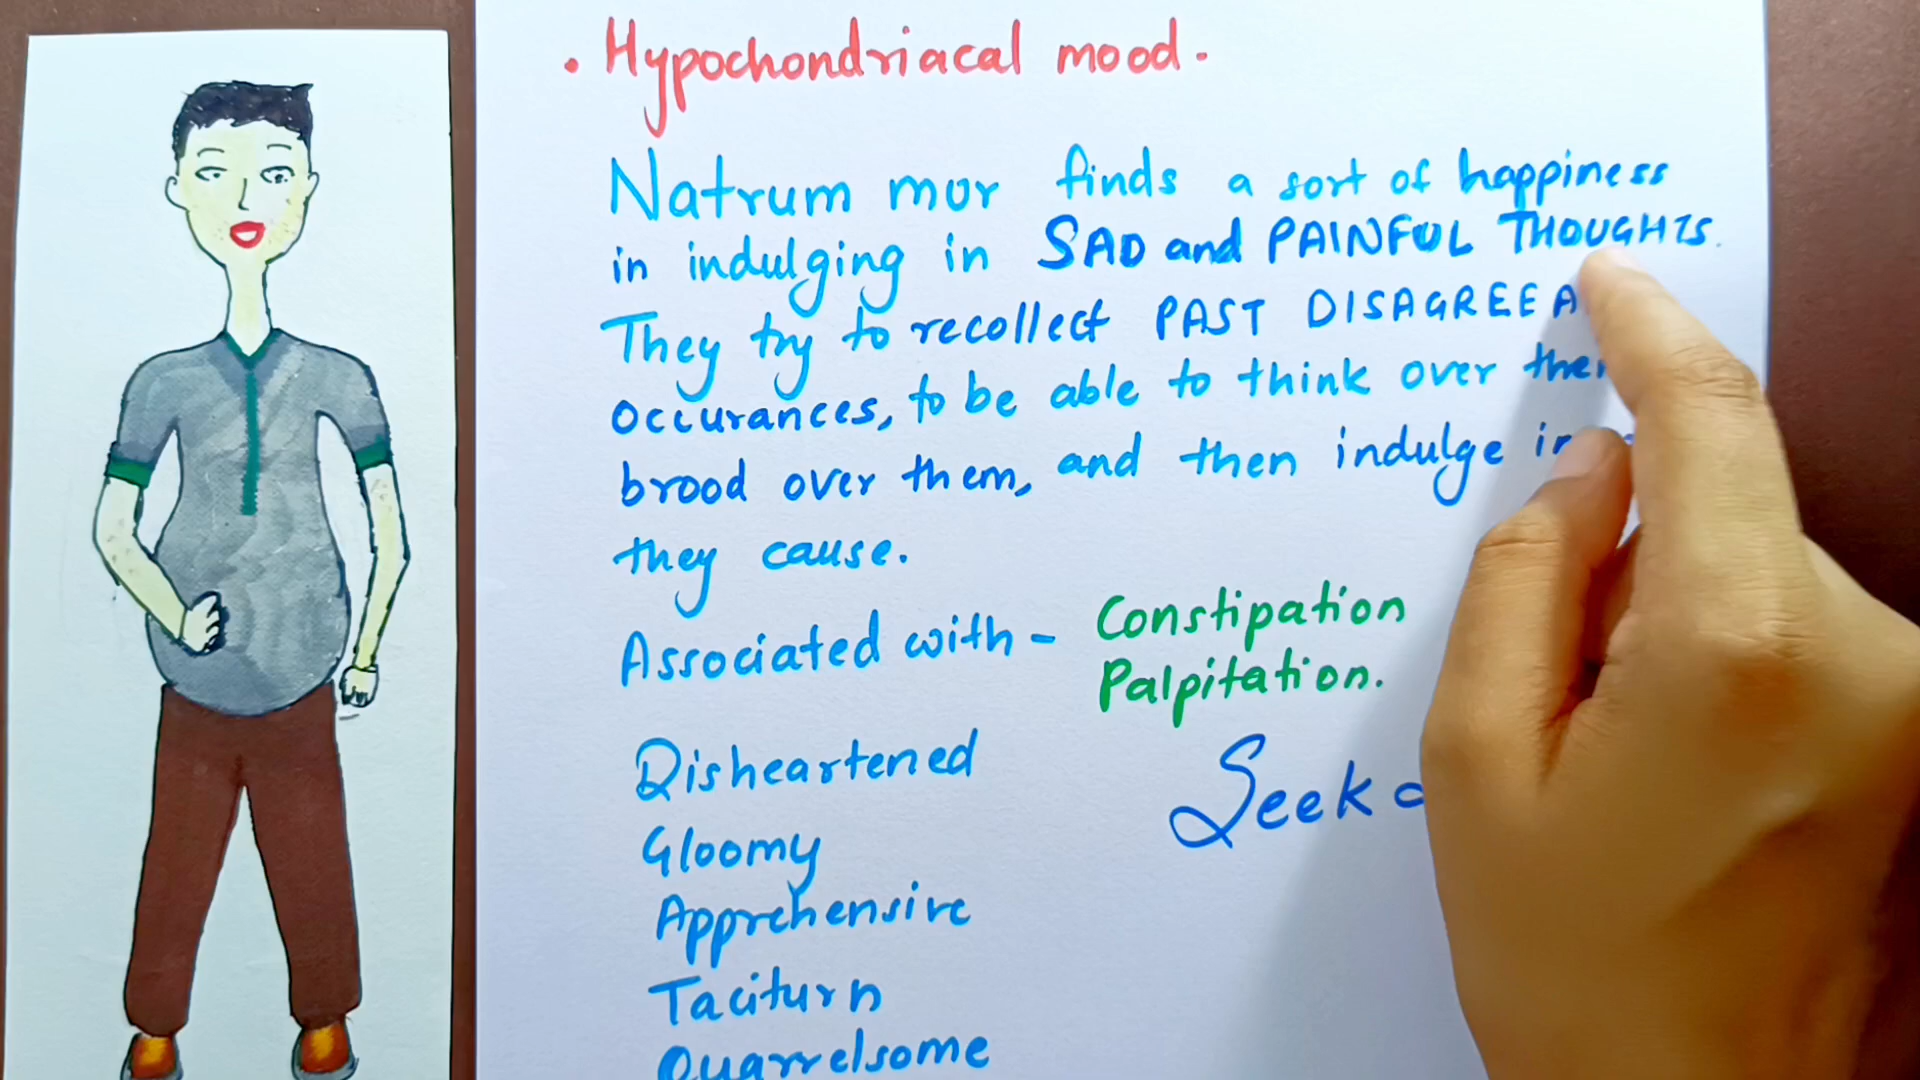 . Hypochondriacal mood.
Natrum mur finds a sort of happiness
in indulging in SAD and PAINFUL THOUGHTS.
They try to recollect PAST
occurances, to be able to think over
brood over them, and then indulge
they cause.
Associated with - Constipation
Palpitation.
Disheartened
Seek
Gloomy
Apprehensive
Taciturn
Quarrelsome